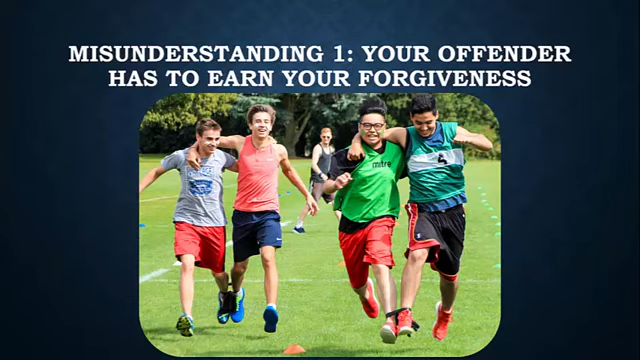 MISUNDERSTANDING 1: YOUR OFFENDER
HAS TO EARN YOUR FORGIVENESS
mitre
4